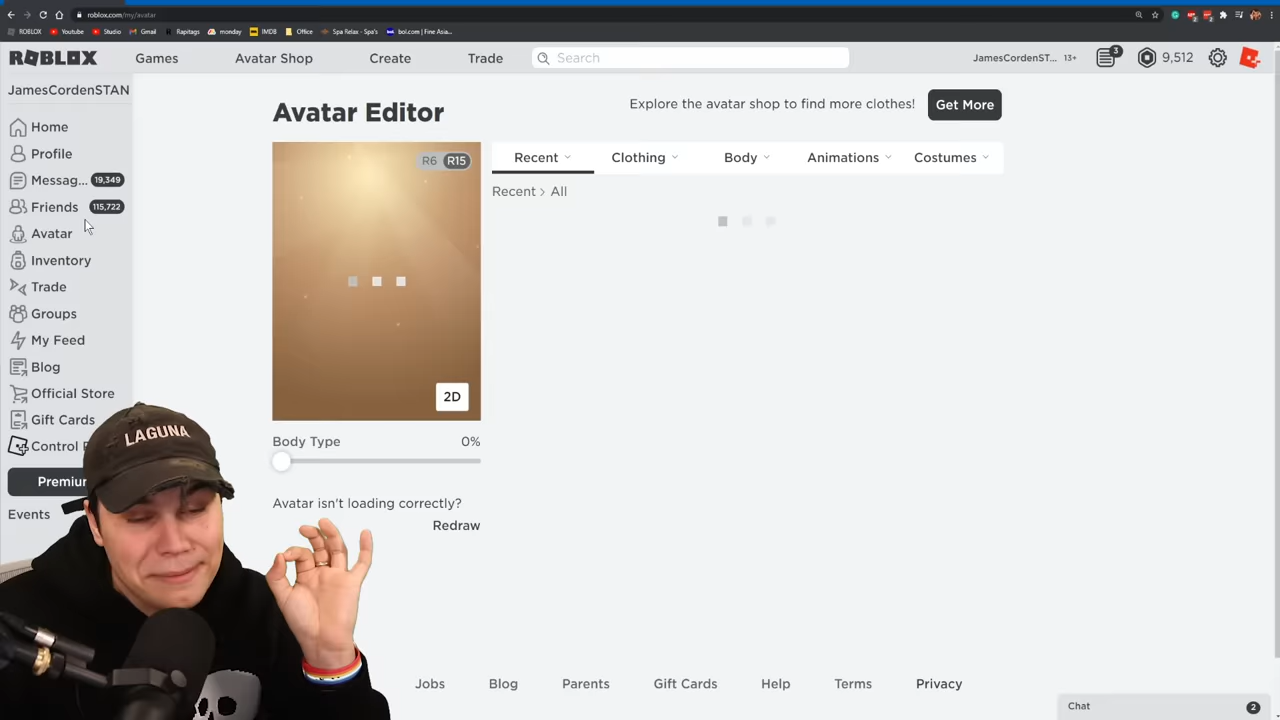 roblox.com/my/avatar
ROBLOX Youtube Studio Gmail Rapitags monday IMDB Office Spa Relax - Spa's bol.com | Fine Asia...
ROBLOX Games Avatar Shop Create Trade Search JamesCordenST... 13+ 3 9,512
JamesCordenSTAN
Home
Profile
Messag... 19,349
Friends 115,722
Avatar
Inventory
Trade
Groups
My Feed
Blog
Official Store
Gift Cards
Control
Premiu
Events
Avatar Editor
Explore the avatar shop to find more clothes! Get More
R6 R15
2D
Body Type 0%
Avatar isn't loading correctly?
Redraw
Recent Clothing Body Animations Costumes
Recent > All
LAGUNA
Jobs Blog Parents Gift Cards Help Terms Privacy
Chat 2